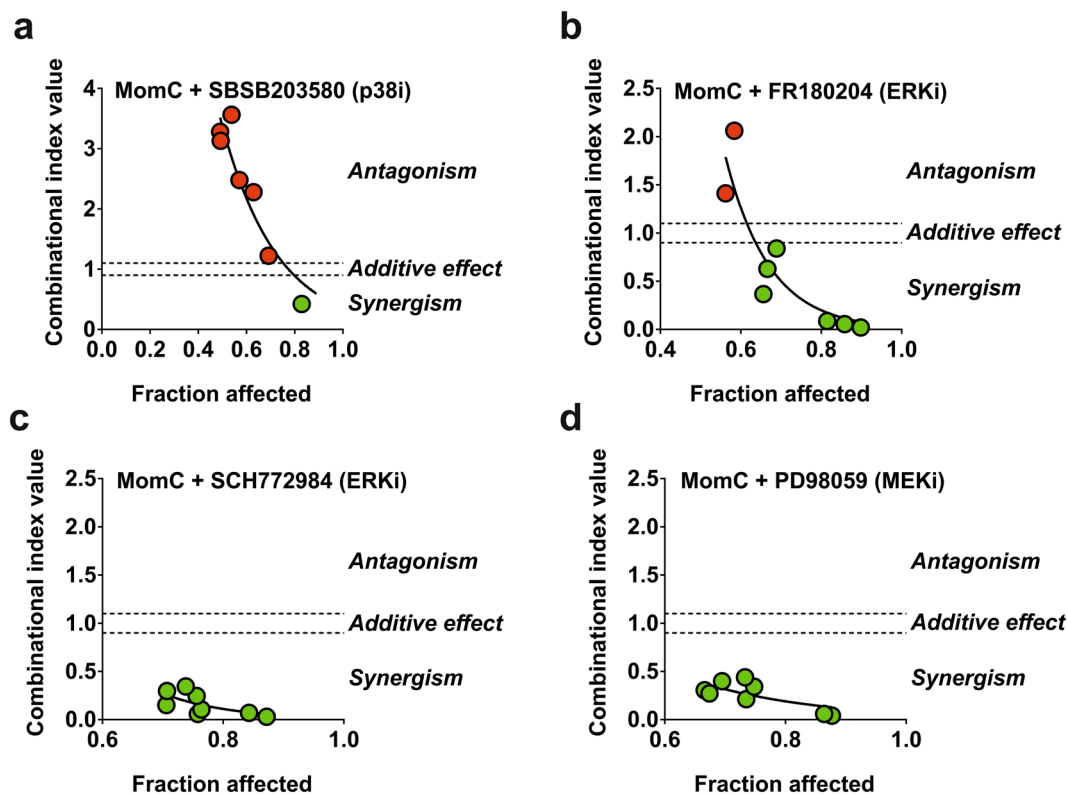 a
Combinational index value
MomC + SBSB203580 (p38i)
4
3
2
1
0
Antagonism
Additive effect
Synergism
0.0 0.2 0.4 0.6 0.8 1.0
Fraction affected
b
Combinational index value
MomC + FR180204 (ERKi)
2.5
2.0
1.5
1.0
0.5
0.0
Antagonism
Additive effect
Synergism
0.4 0.6 0.8 1.0
Fraction affected
c
Combinational index value
MomC + SCH772984 (ERKi)
2.5
2.0
1.5
1.0
0.5
0.0
Antagonism
Additive effect
Synergism
0.6 0.8 1.0
Fraction affected
d
Combinational index value
MomC + PD98059 (MEKi)
2.5
2.0
1.5
1.0
0.5
0.0
Antagonism
Additive effect
Synergism
0.6 0.8 1.0
Fraction affected